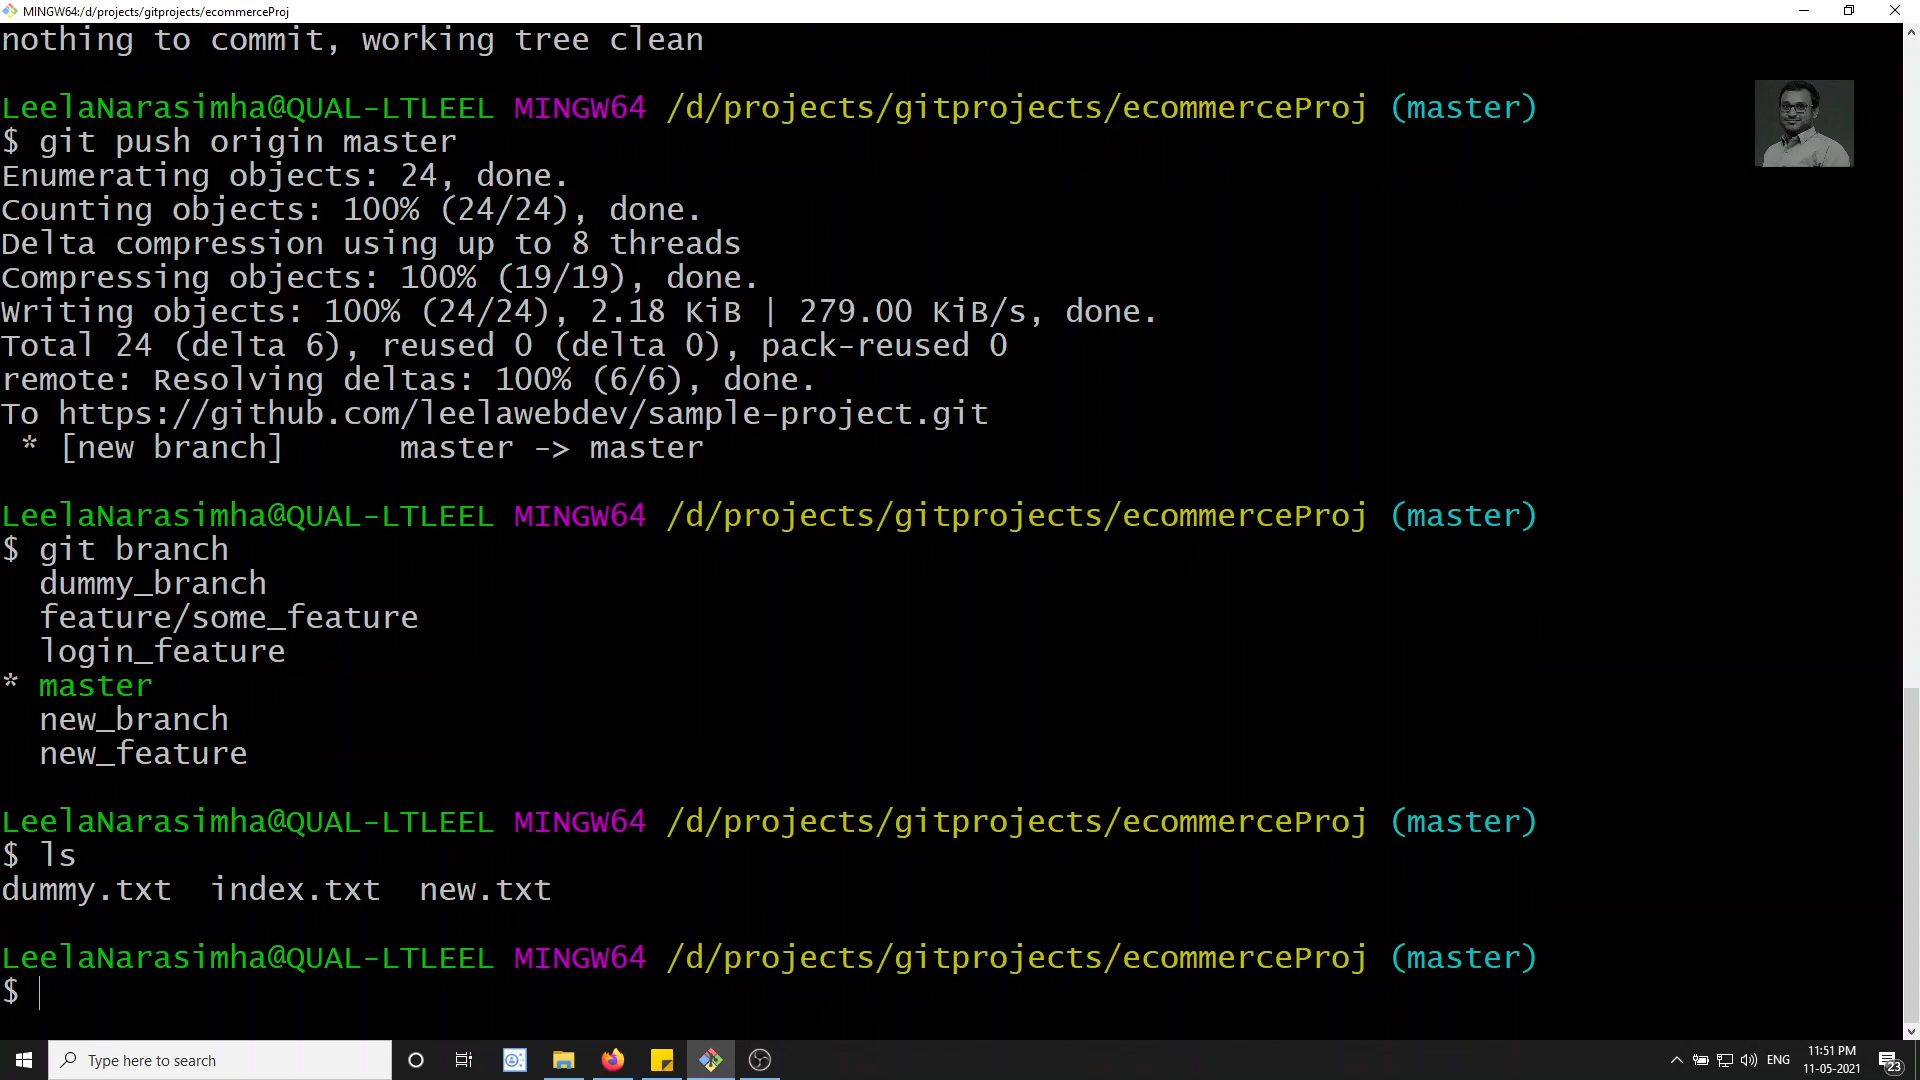 MINGW64:/d/projects/gitprojects/ecommerceProj
nothing to commit, working tree clean
LeelaNarasimha@QUAL-LTLEEL MINGW64 /d/projects/gitprojects/ecommerceProj (master)
$ git push origin master
Enumerating objects: 24, done.
Counting objects: 100% (24/24), done.
Delta compression using up to 8 threads
Compressing objects: 100% (19/19), done.
Writing objects: 100% (24/24), 2.18 KiB | 279.00 KiB/s, done.
Total 24 (delta 6), reused 0 (delta 0), pack-reused 0
remote: Resolving deltas: 100% (6/6), done.
To https://github.com/leelawebdev/sample-project.git
 * [new branch]      master -> master
LeelaNarasimha@QUAL-LTLEEL MINGW64 /d/projects/gitprojects/ecommerceProj (master)
$ git branch
  dummy_branch
  feature/some_feature
  login_feature
* master
  new_branch
  new_feature
LeelaNarasimha@QUAL-LTLEEL MINGW64 /d/projects/gitprojects/ecommerceProj (master)
$ ls
dummy.txt  index.txt  new.txt
LeelaNarasimha@QUAL-LTLEEL MINGW64 /d/projects/gitprojects/ecommerceProj (master)
$
Type here to search
ENG
11:51 PM
11-05-2021
23